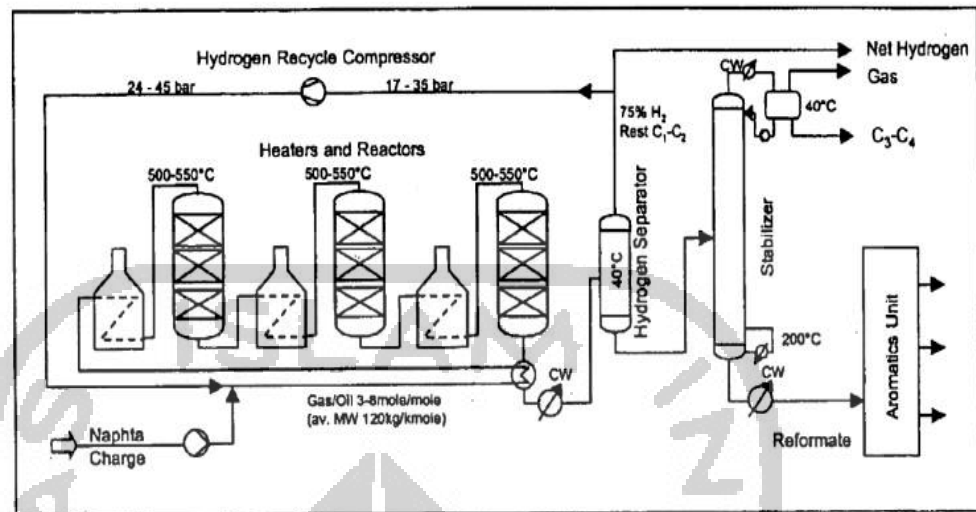 Hydrogen Recycle Compressor
Net Hydrogen
CW
Gas
24 - 45 bar
17 - 35 bar
40°C
75% H₂
Rest C₁-C₂
C₃-C₄
Heaters and Reactors
500-550°C
500-550°C
500-550°C
40°C
Hydrogen Separator
Stabilizer
200°C
CW
CW
Gas/Oil 3-8mole/mole
(av. MW 120kg/kmole)
Naphta
Charge
Reformate
Aromatics Unit
ISLAM